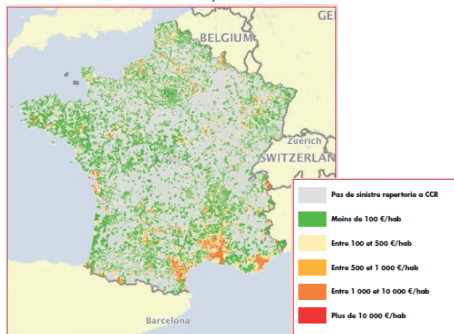 BELGIUM
GE
Zuerich
SWITZERLAN
Barcelona
Pas de sinistre repertorie a CCR
Moins de 100 €/hab
Entre 100 et 500 €/hab
Entre 500 et 1 000 €/hab
Entre 1 000 et 10 000 €/hab
Plus de 10 000 €/hab